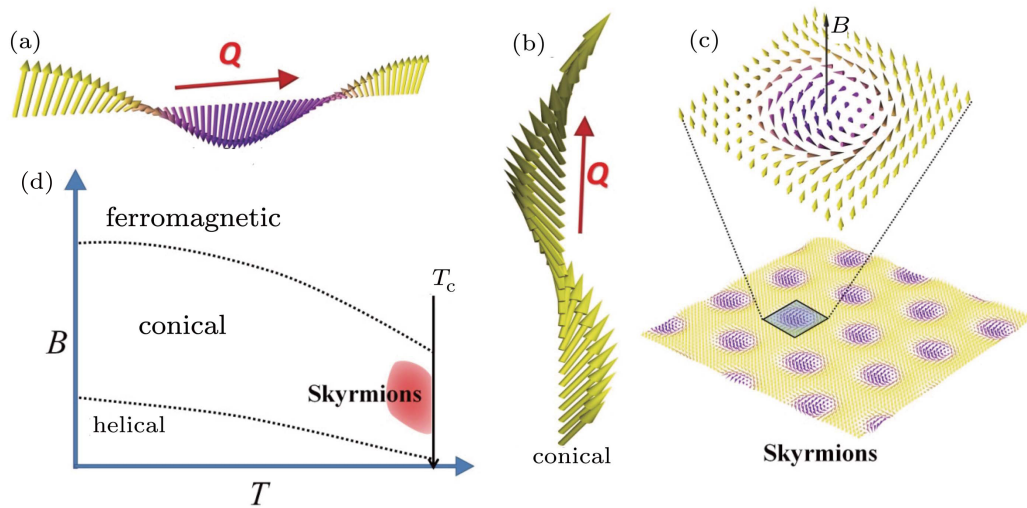 (a)
Q
(b)
Q
conical
(c)
B
Skyrmions
(d)
ferromagnetic
conical
helical
Skyrmions
T_c
B
T